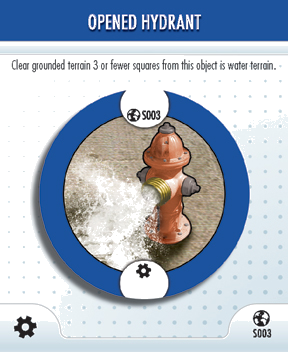 OPENED HYDRANT
Clear grounded terrain 3 or fewer squares from this object is water terrain.
S003
S003